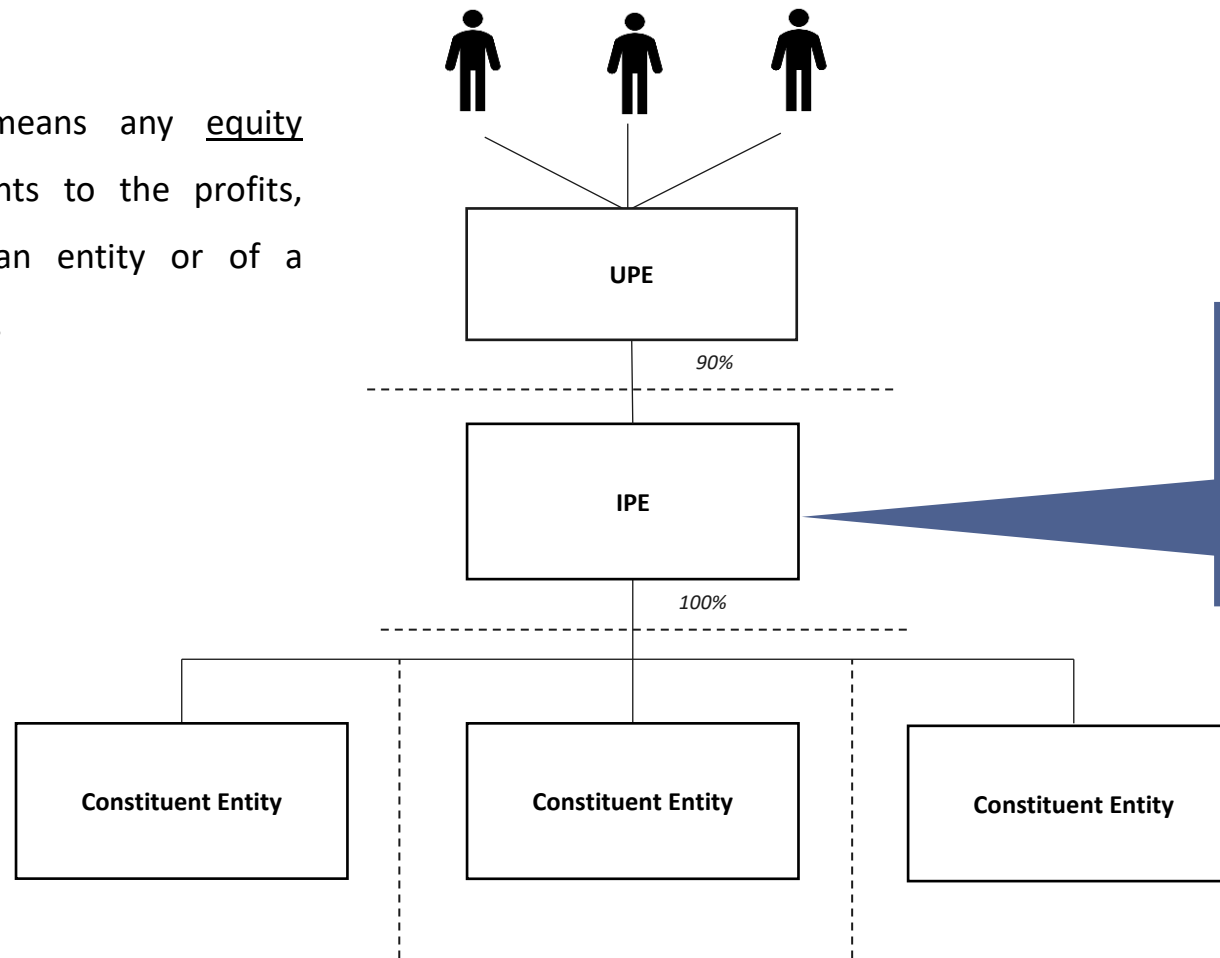 means any equity
nts to the profits,
an entity or of a
UPE
90%
IPE
100%
Constituent Entity
Constituent Entity
Constituent Entity